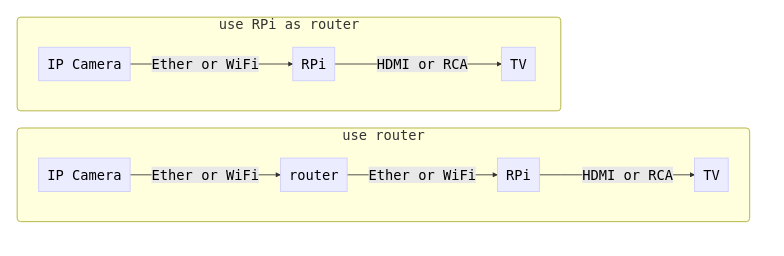 use RPi as router
IP Camera Ether or WiFi RPi HDMI or RCA TV
use router
IP Camera Ether or WiFi router Ether or WiFi RPi HDMI or RCA TV